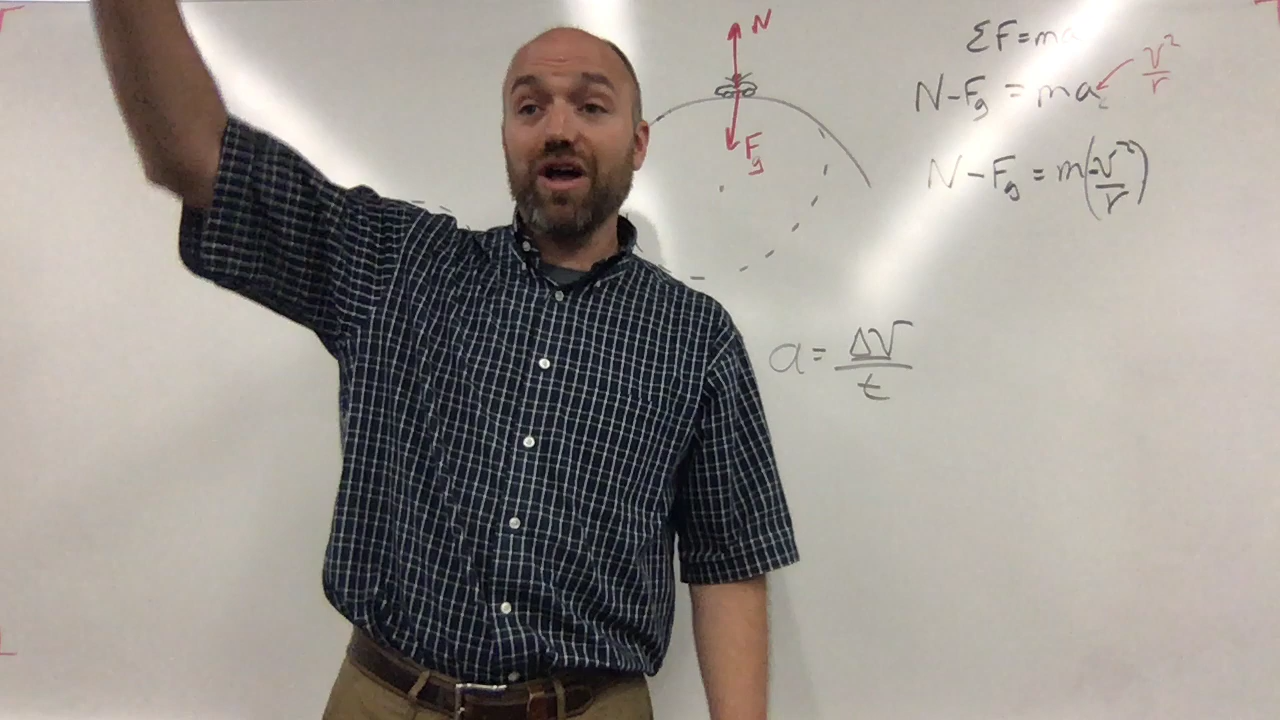 N
Fg
ΣF=ma
N-Fg=mac
v²/r
N-Fg=m(-v²/r)
a=Δv/t